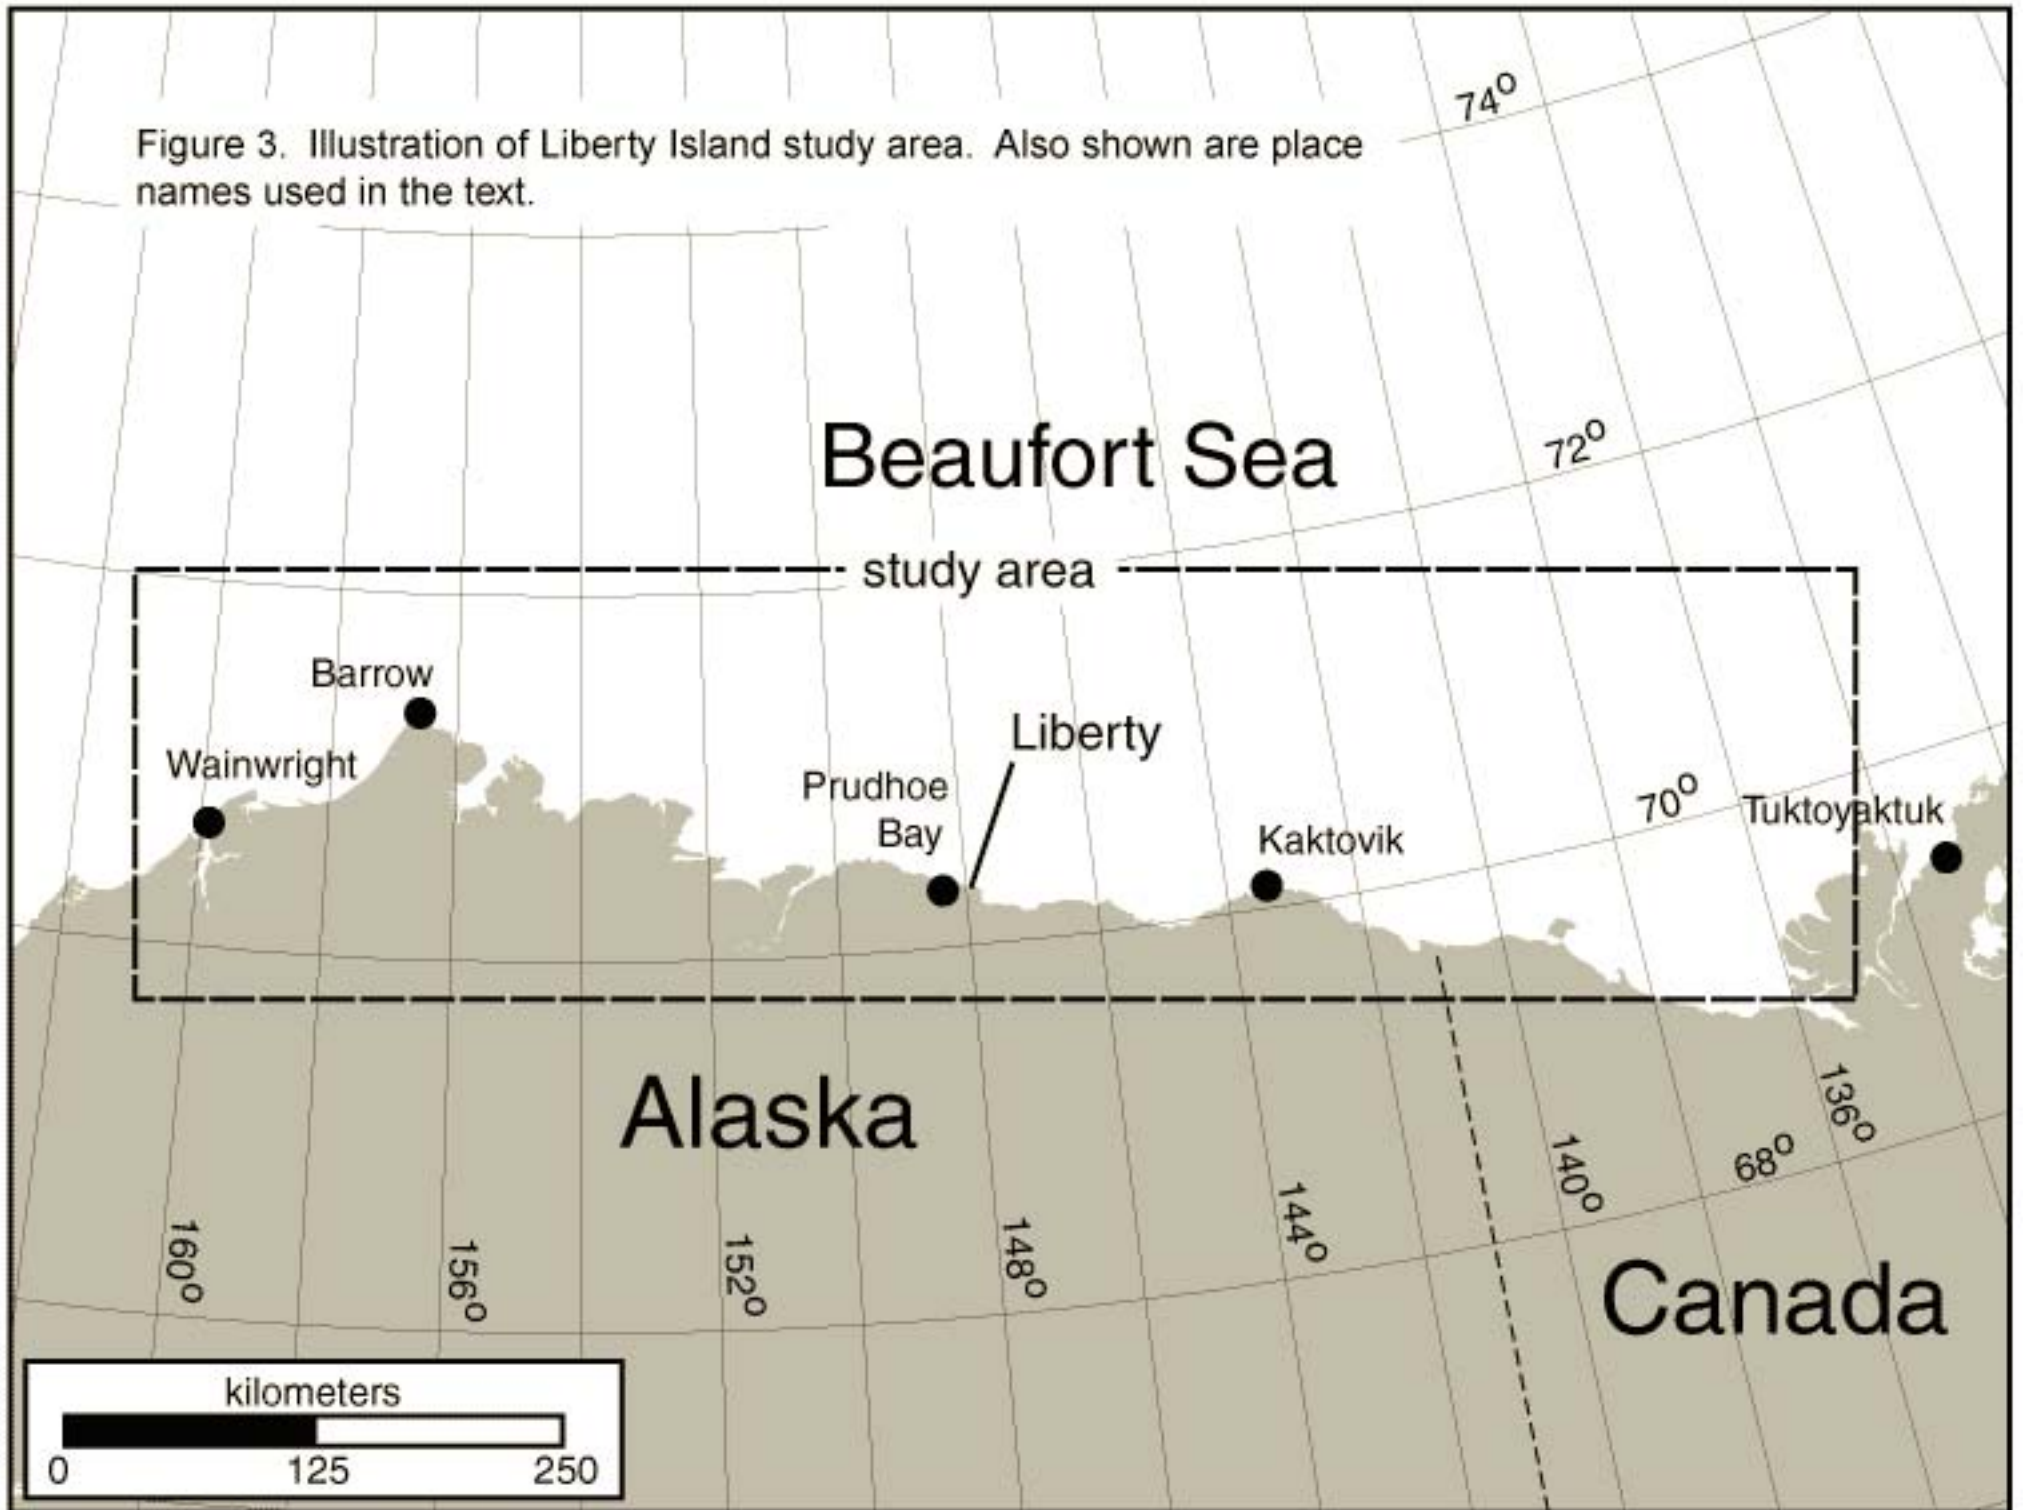 Figure 3.  Illustration of Liberty Island study area.  Also shown are place
names used in the text.
74o
72o
Beaufort Sea
study area
Barrow
Liberty
Wainwright
Prudhoe
Bay
70o
Tuktoyaktuk
Kaktovik
Alaska
136o
68o
140o
144o
148o
152o
156o
160o
Canada
kilometers
0 125 250